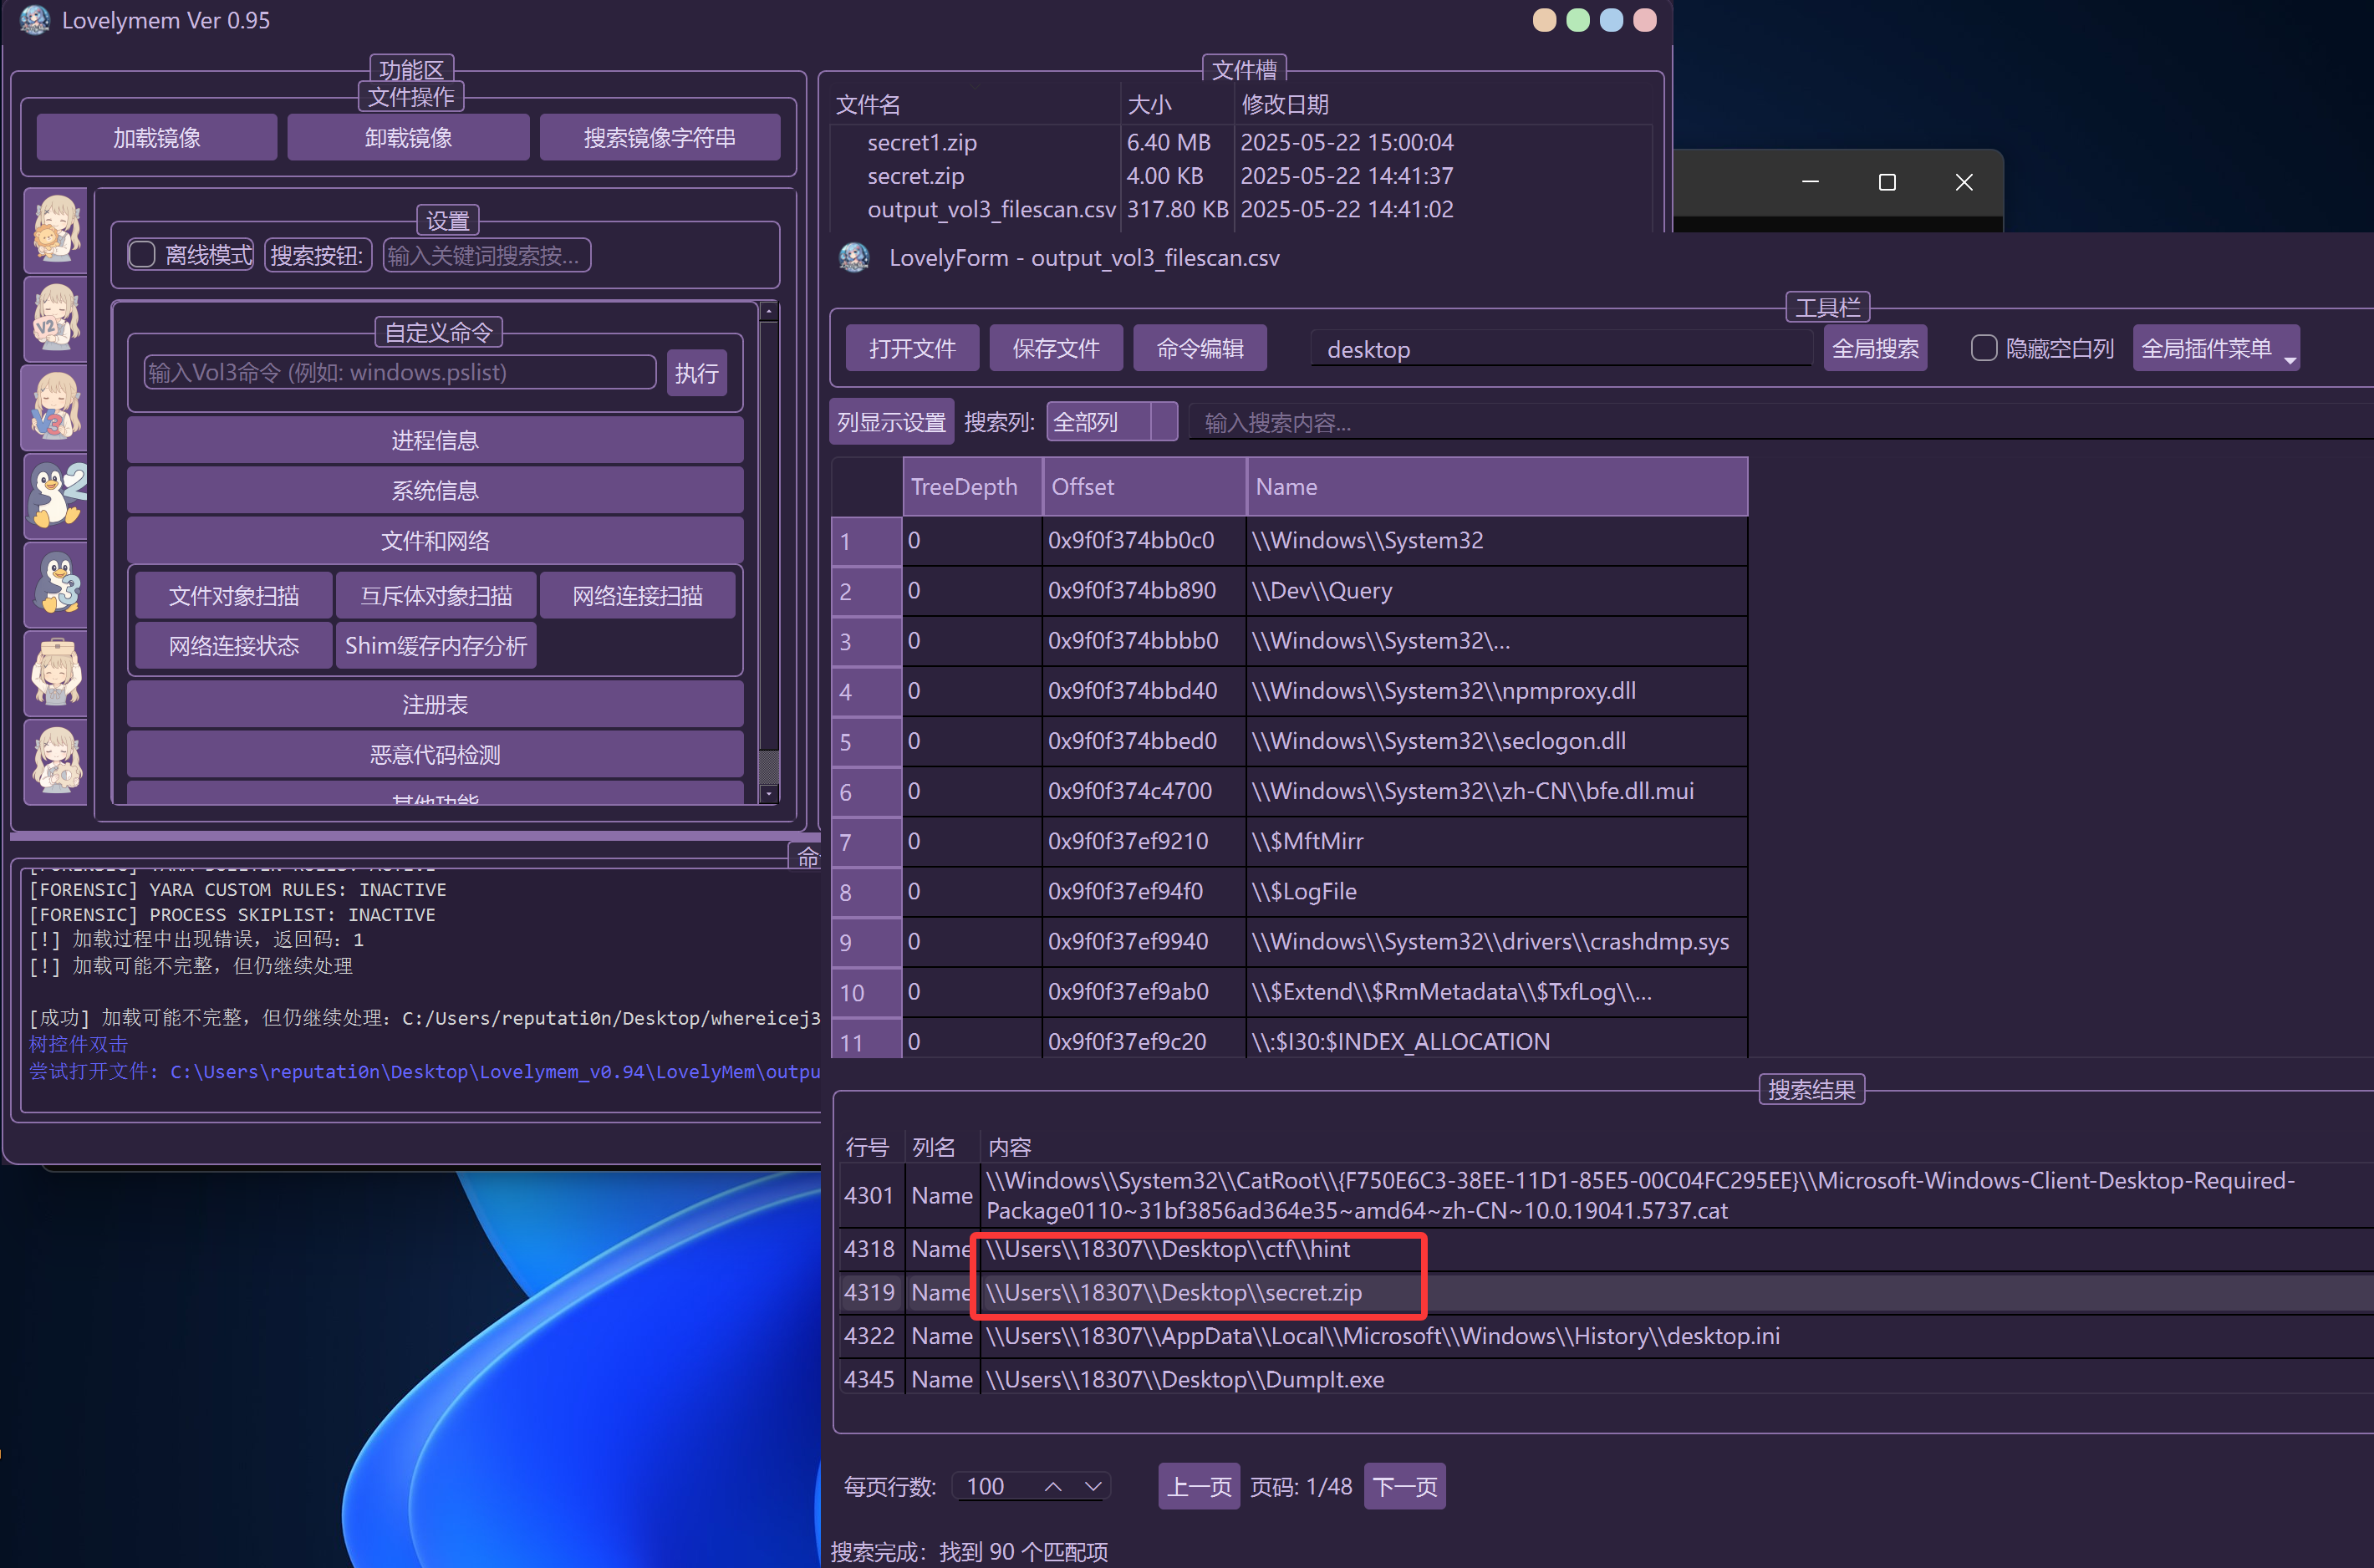 Lovelymem Ver 0.95
功能区
文件操作
加载镜像
卸载镜像
搜索镜像字符串
设置
离线模式
搜索按钮:
输入关键词搜索按...
自定义命令
输入Vol3命令 (例如: windows.pslist)
执行
进程信息
系统信息
文件和网络
文件对象扫描
互斥体对象扫描
网络连接扫描
网络连接状态
Shim缓存内存分析
注册表
恶意代码检测
其他功能
V2
V3
2
3
命
[FORENSIC] YARA BUILTIN RULES: ACTIVE
[FORENSIC] YARA CUSTOM RULES: INACTIVE
[FORENSIC] PROCESS SKIPLIST: INACTIVE
[!] 加载过程中出现错误，返回码：1
[!] 加载可能不完整，但仍继续处理
[成功] 加载可能不完整，但仍继续处理：C:/Users/reputati0n/Desktop/whereicej3
树控件双击
尝试打开文件: C:\Users\reputati0n\Desktop\Lovelymem_v0.94\LovelyMem\outpu
文件槽
文件名 大小 修改日期
secret1.zip 6.40 MB 2025-05-22 15:00:04
secret.zip 4.00 KB 2025-05-22 14:41:37
output_vol3_filescan.csv 317.80 KB 2025-05-22 14:41:02
LovelyForm - output_vol3_filescan.csv
工具栏
打开文件
保存文件
命令编辑
desktop
全局搜索
隐藏空白列
全局插件菜单
列显示设置
搜索列:
全部列
输入搜索内容...
TreeDepth Offset Name
1 0 0x9f0f374bb0c0 \\Windows\\System32
2 0 0x9f0f374bb890 \\Dev\\Query
3 0 0x9f0f374bbbb0 \\Windows\\System32\...
4 0 0x9f0f374bbd40 \\Windows\\System32\\npmproxy.dll
5 0 0x9f0f374bbed0 \\Windows\\System32\\seclogon.dll
6 0 0x9f0f374c4700 \\Windows\\System32\\zh-CN\\bfe.dll.mui
7 0 0x9f0f37ef9210 \\$MftMirr
8 0 0x9f0f37ef94f0 \\$LogFile
9 0 0x9f0f37ef9940 \\Windows\\System32\\drivers\\crashdmp.sys
10 0 0x9f0f37ef9ab0 \\$Extend\\$RmMetadata\\$TxfLog\\...
11 0 0x9f0f37ef9c20 \\:$I30:$INDEX_ALLOCATION
搜索结果
行号 列名 内容
4301 Name \\Windows\\System32\\CatRoot\\{F750E6C3-38EE-11D1-85E5-00C04FC295EE}\\Microsoft-Windows-Client-Desktop-Required-
Package0110~31bf3856ad364e35~amd64~zh-CN~10.0.19041.5737.cat
4318 Name \\Users\\18307\\Desktop\\ctf\\hint
4319 Name \\Users\\18307\\Desktop\\secret.zip
4322 Name \\Users\\18307\\AppData\\Local\\Microsoft\\Windows\\History\\desktop.ini
4345 Name \\Users\\18307\\Desktop\\DumpIt.exe
每页行数: 100 上一页 页码: 1/48 下一页
搜索完成：找到 90 个匹配项